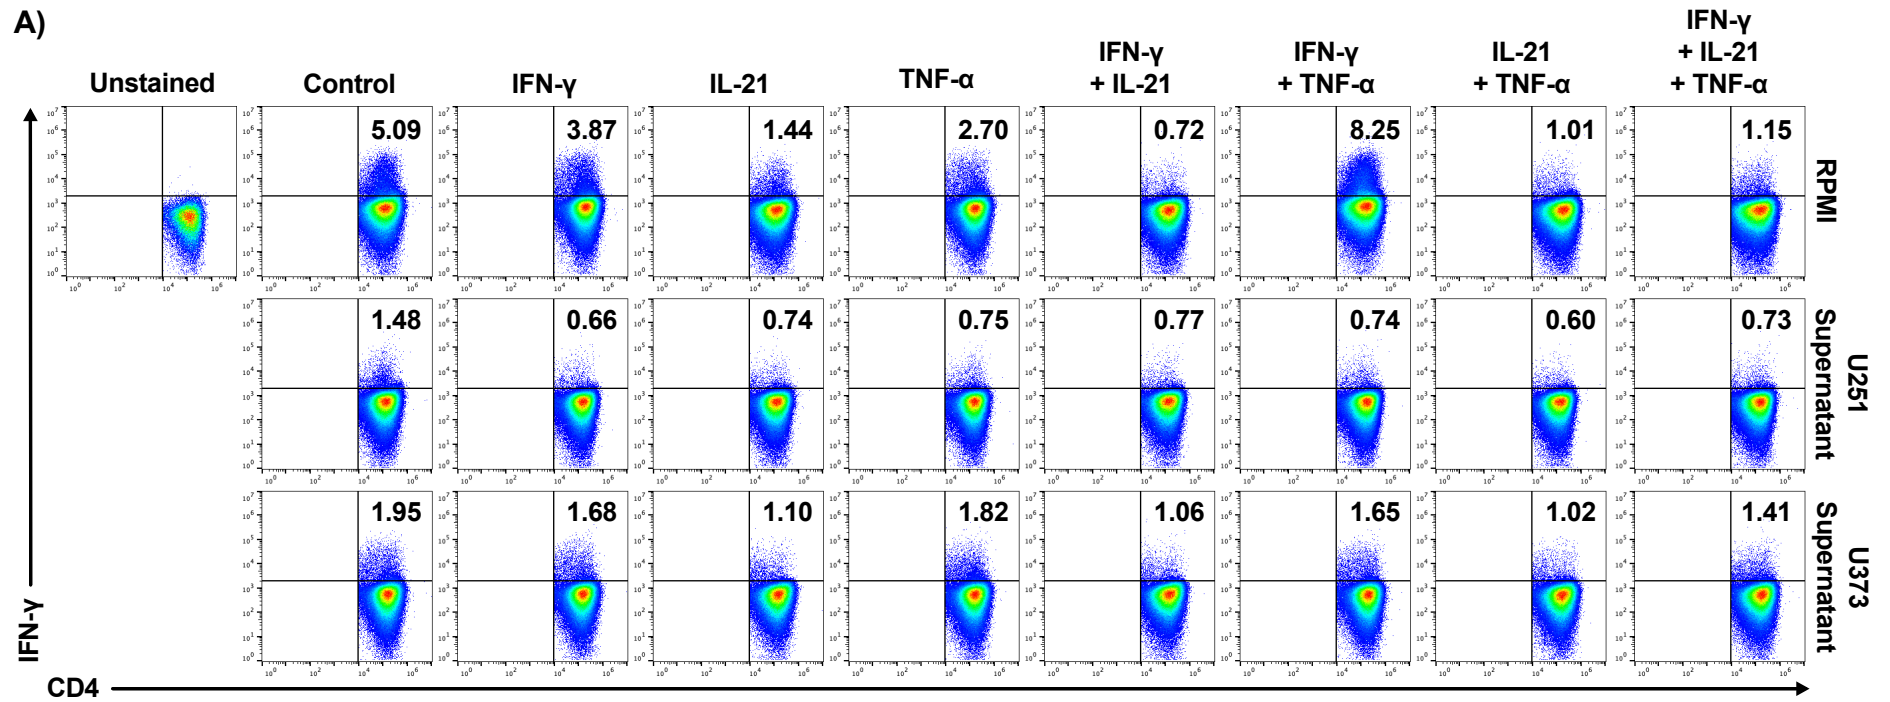 A)
Unstained
Control
IFN-γ
IL-21
TNF-α
IFN-γ
+ IL-21
IFN-γ
+ TNF-α
IL-21
+ TNF-α
IFN-γ
+ IL-21
+ TNF-α
5.09
3.87
1.44
2.70
0.72
8.25
1.01
1.15
RPMI
1.48
0.66
0.74
0.75
0.77
0.74
0.60
0.73
U251
Supernatant
1.95
1.68
1.10
1.82
1.06
1.65
1.02
1.41
U373
Supernatant
IFN-γ
CD4